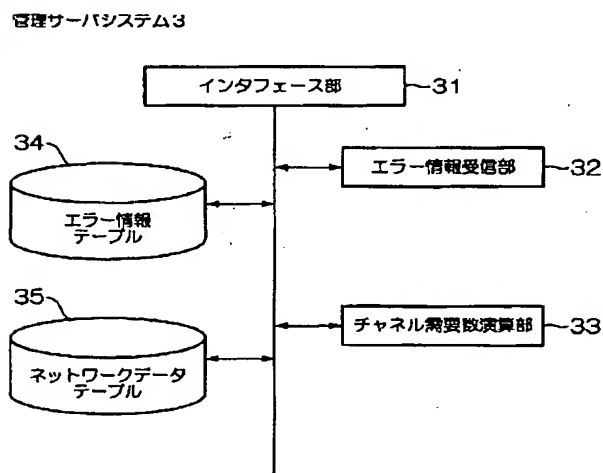 管理サーバシステム3
インタフェース部
31
34
エラー情報受信部
32
エラー情報
テーブル
35
チャネル需要数演算部
33
ネットワークデータ
テーブル